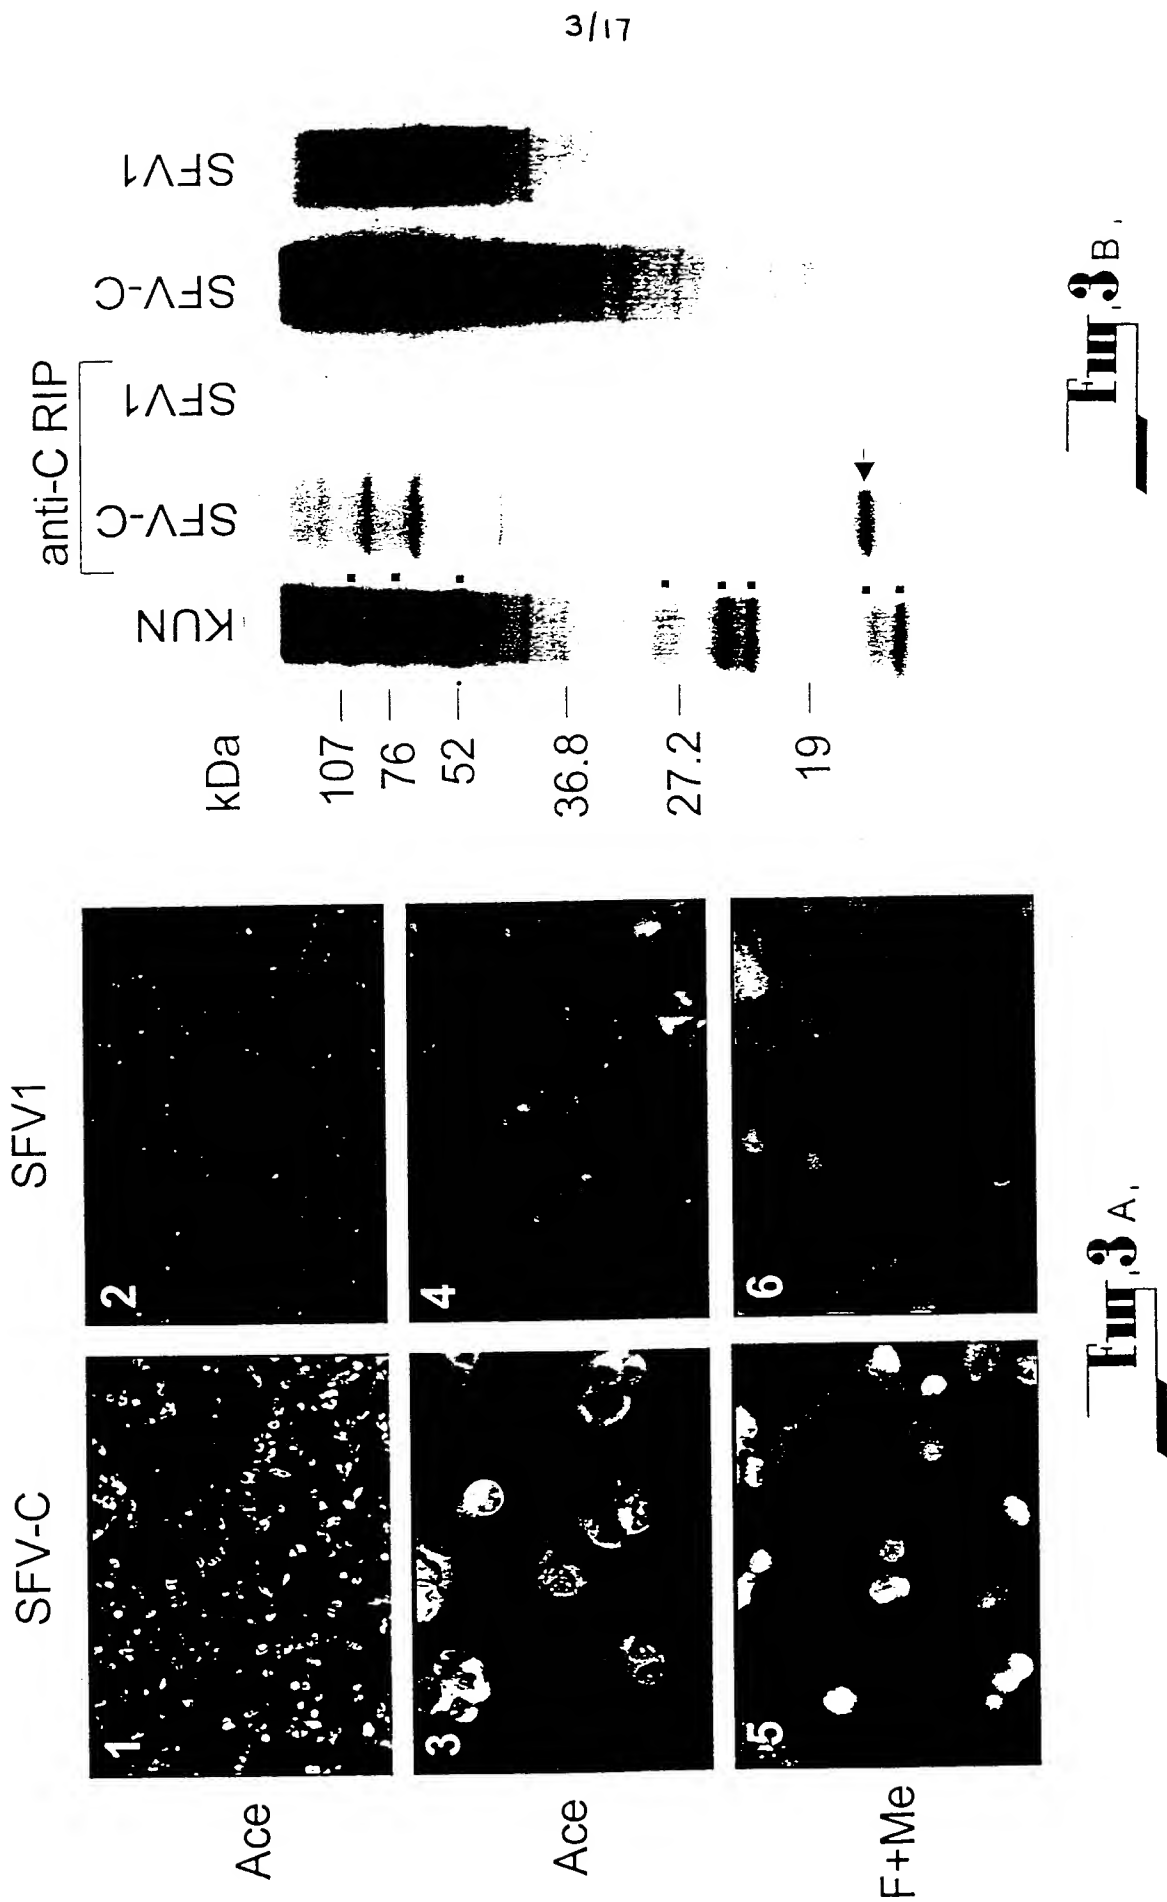 3/17
SFV-C
SFV1
1
2
Ace
3
4
Ace
5
6
F+Me
Fig. 3 A.
anti-C RIP
kDa
KUN
SFV-C
SFV1
SFV-C
SFV1
107
76
52
36.8
27.2
19
Fig. 3 B.